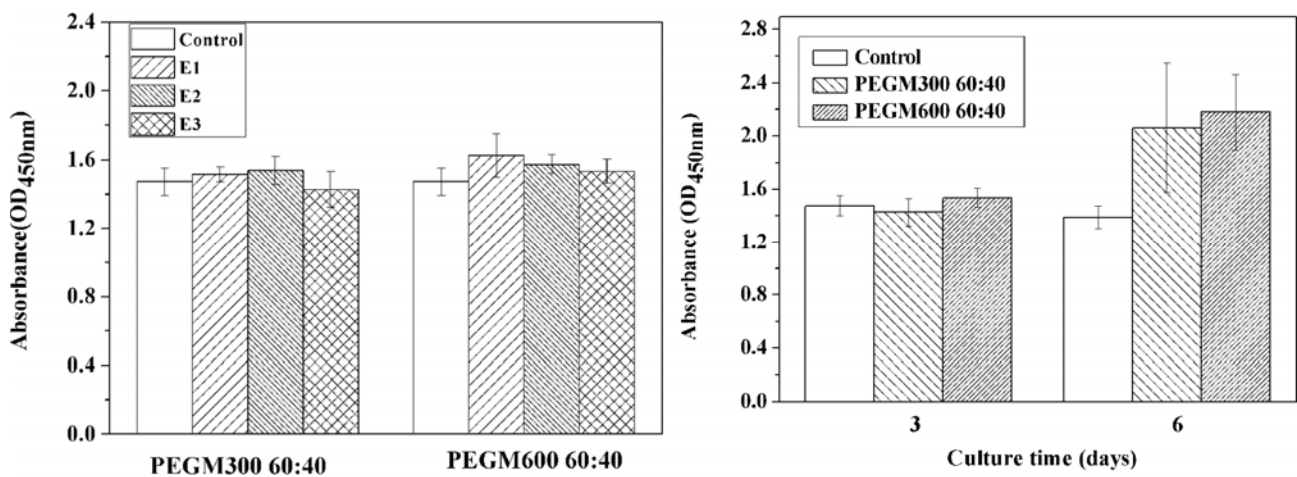 Absorbance(OD450nm)
2.4
2.0
1.6
1.2
0.8
0.4
0.0
Control
E1
E2
E3
PEGM300 60:40
PEGM600 60:40
Absorbance (OD450nm)
2.8
2.4
2.0
1.6
1.2
0.8
0.4
0.0
Control
PEGM300 60:40
PEGM600 60:40
3
6
Culture time (days)